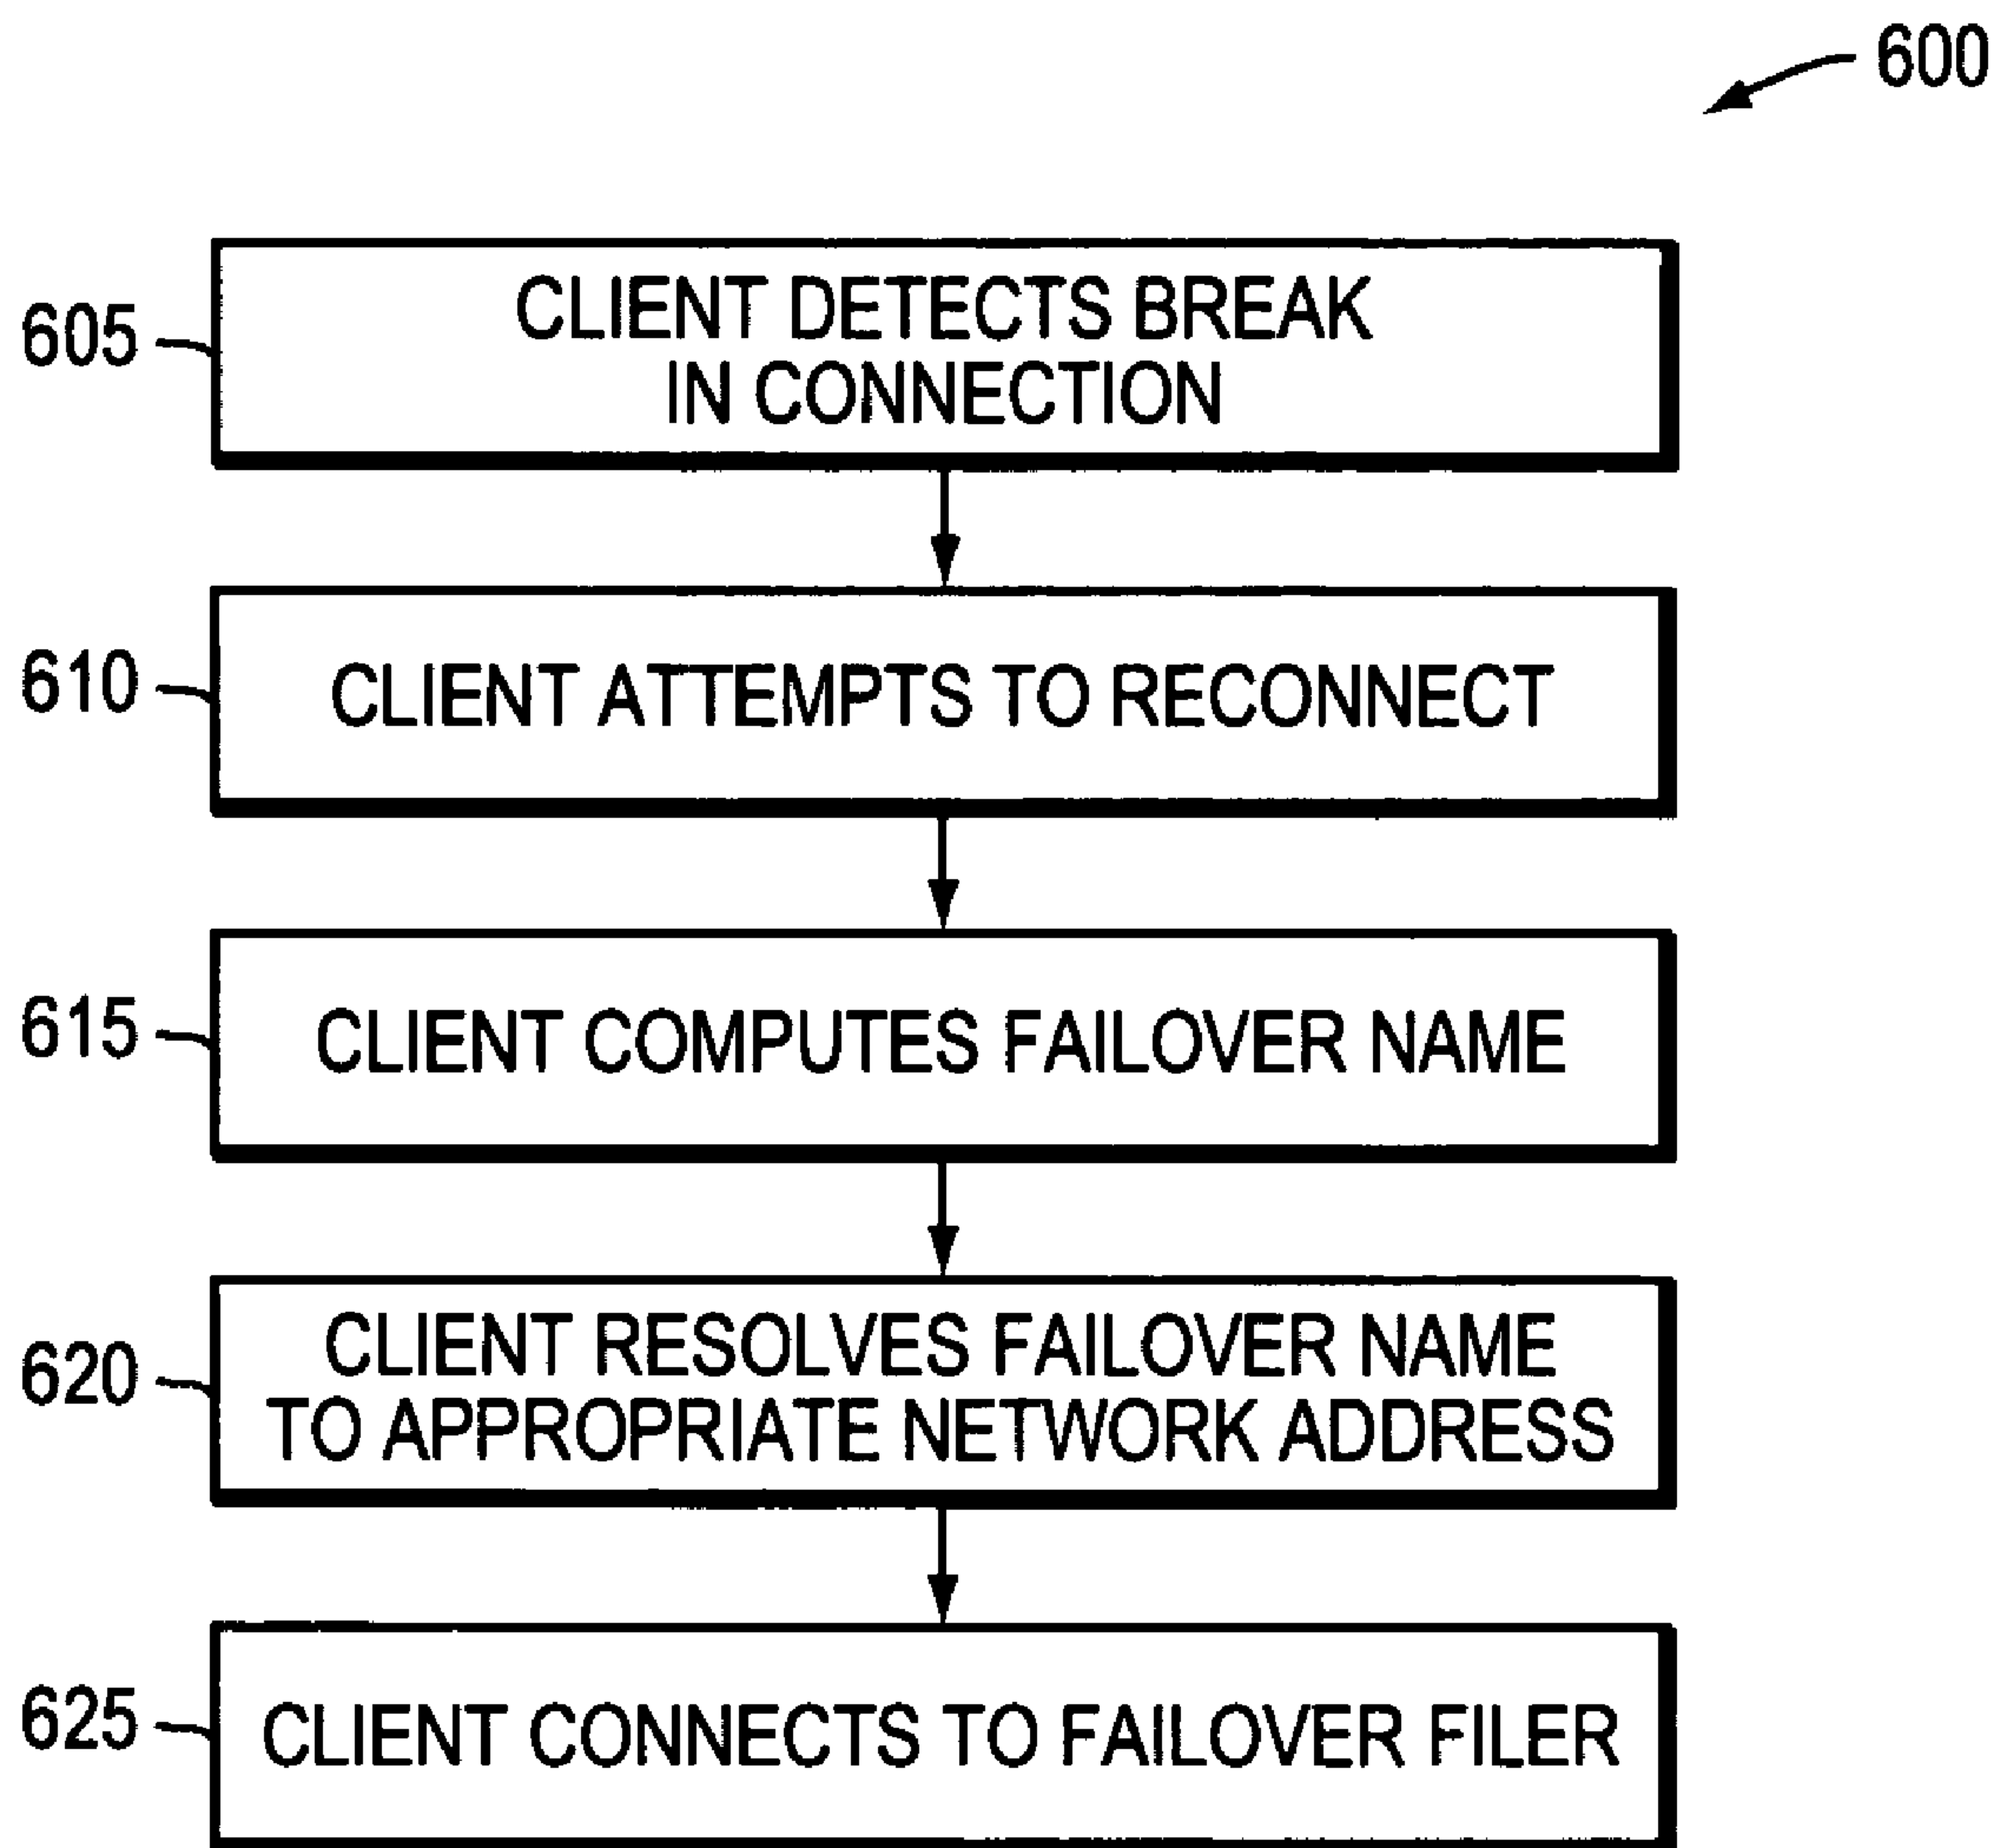 600
605
CLIENT DETECTS BREAK
IN CONNECTION
610
CLIENT ATTEMPTS TO RECONNECT
615
CLIENT COMPUTES FAILOVER NAME
620
CLIENT RESOLVES FAILOVER NAME
TO APPROPRIATE NETWORK ADDRESS
625
CLIENT CONNECTS TO FAILOVER FILER